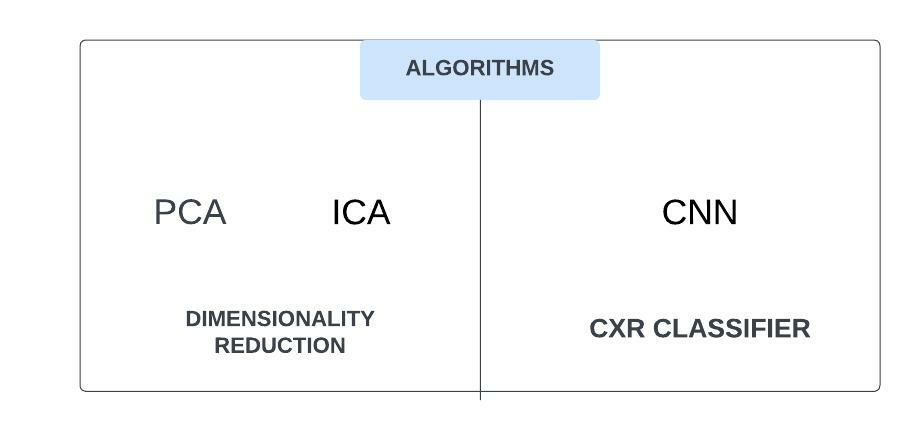 ALGORITHMS
PCA
ICA
CNN
DIMENSIONALITY
REDUCTION
CXR CLASSIFIER